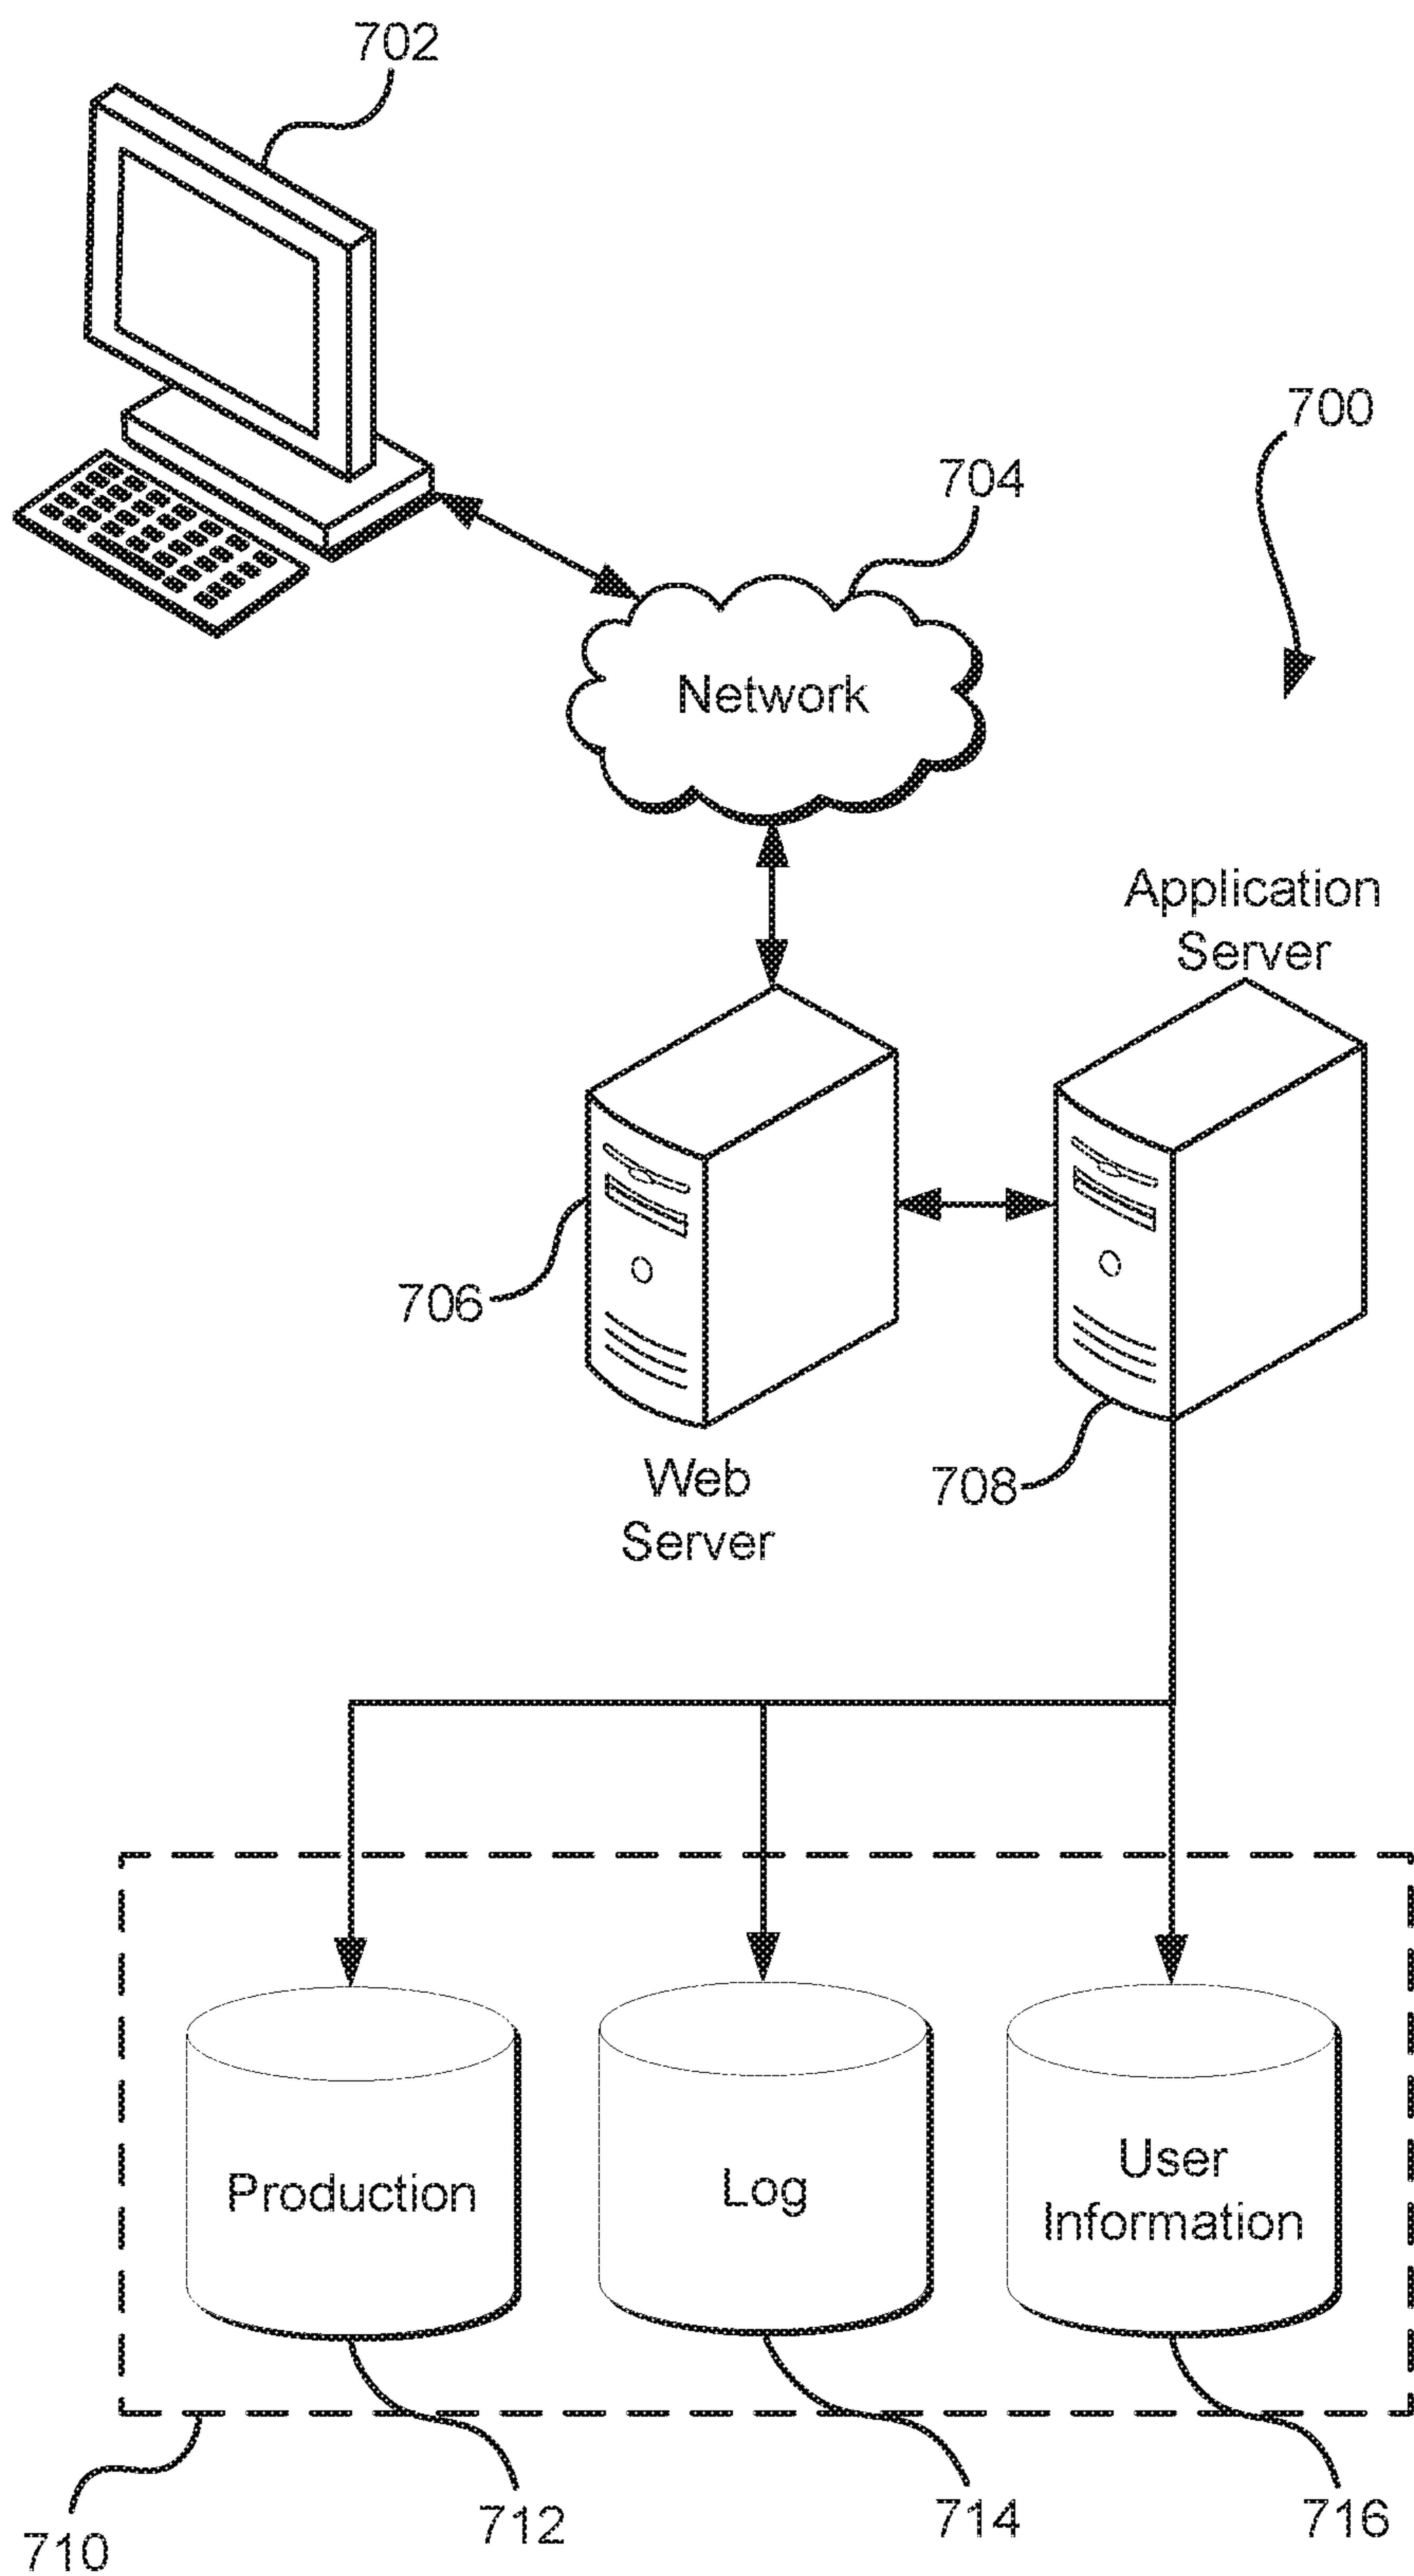 702
700
704
Network
Application
Server
706
708
Web
Server
Production
Log
User
Information
710
712
714
716